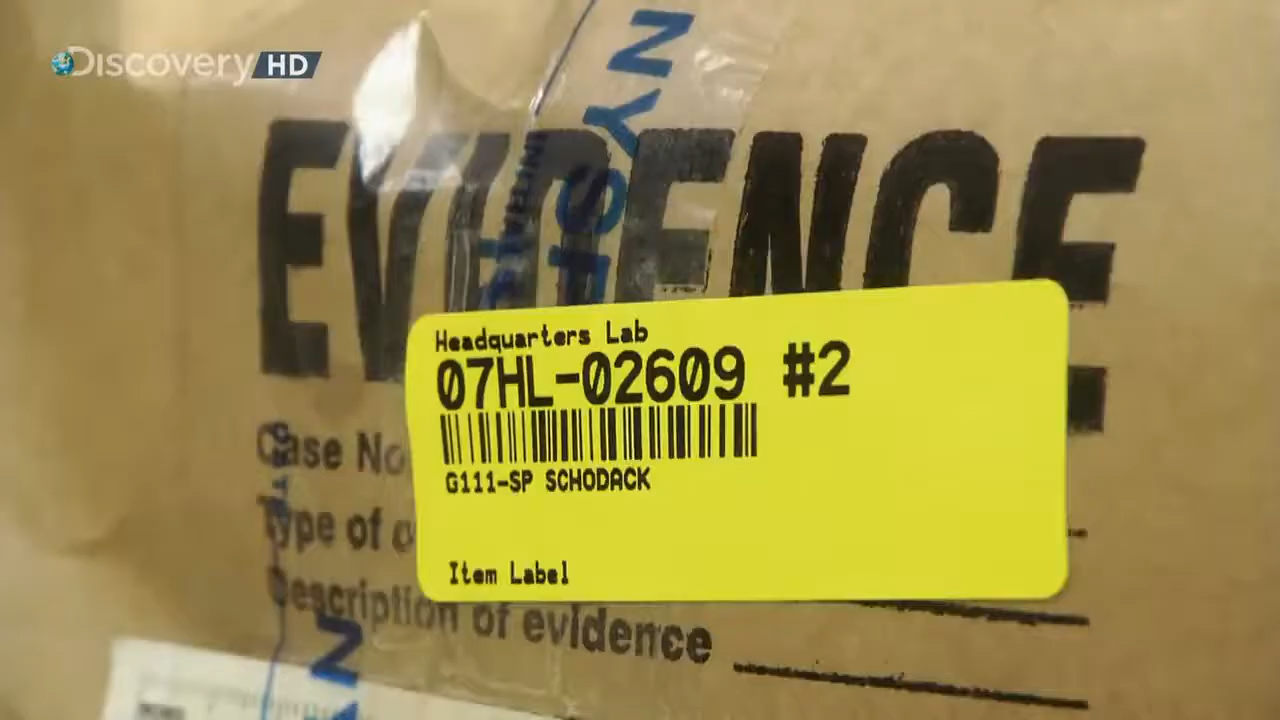 Discovery HD
NYSP
EVIDENCE
Headquarters Lab
07HL-02609 #2
G111-SP SCHODACK
Item Label
Case No
Type of
Description of evidence